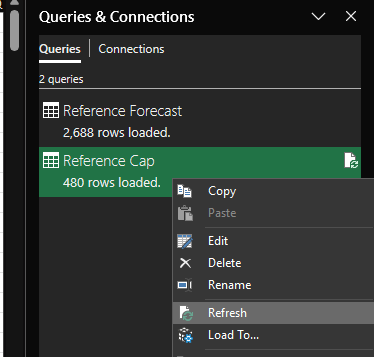 Queries & Connections
Queries | Connections
2 queries
Reference Forecast
2,688 rows loaded.
Reference Cap
480 rows loaded.
Copy
Paste
Edit
Delete
Rename
Refresh
Load To...